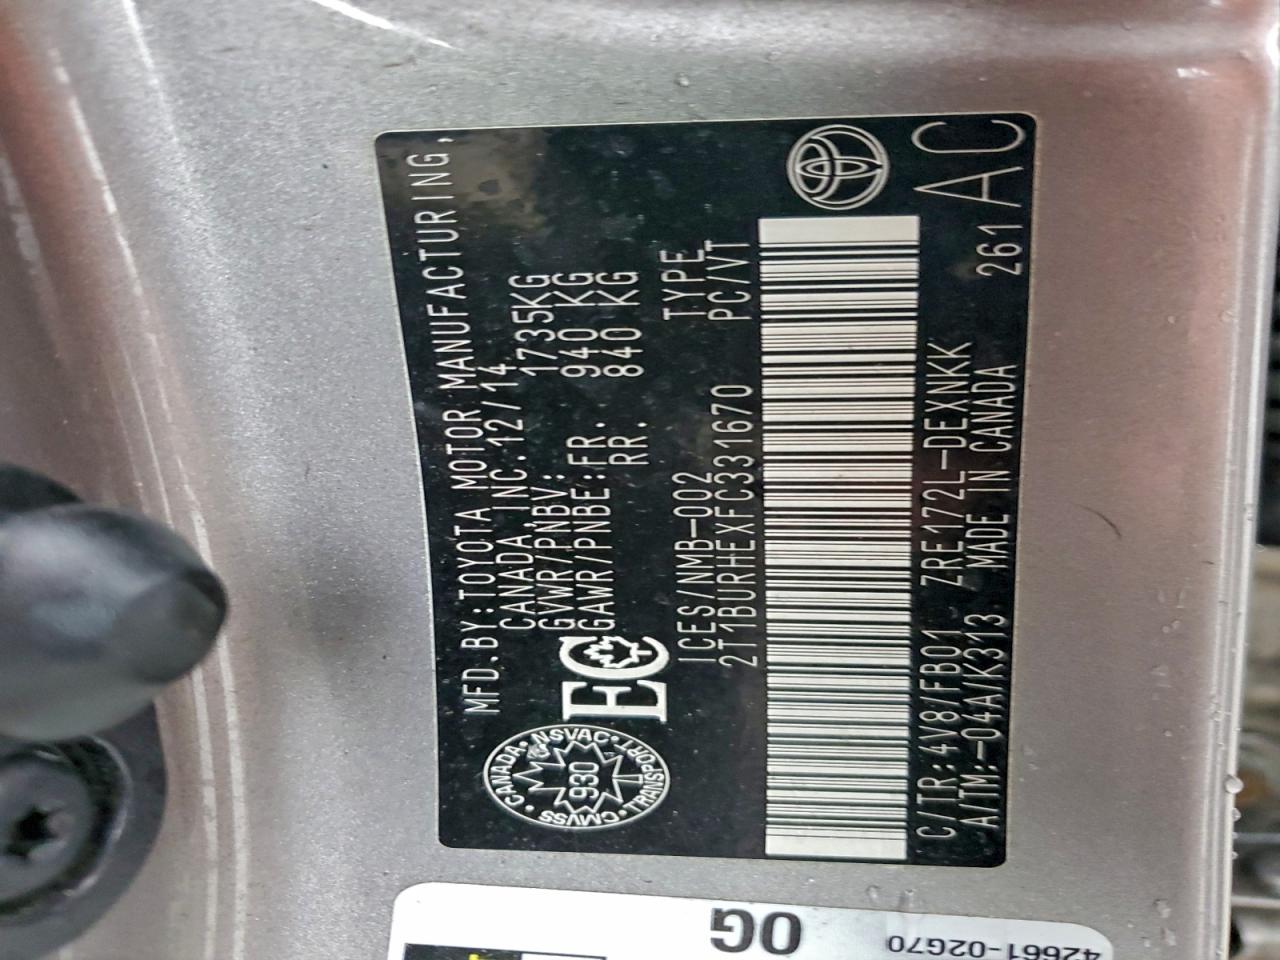 MFD.BY:TOYOTA MOTOR MANUFACTURING,
CANADA,INC.12/14
GVWR/PNBV: 1735KG
GAWR/PNBE:FR. 940 KG
RR. 840 KG
CANADA • NSVAC • TRANSPORT • CMVSS •
930
EC
ICES/NMB-002 TYPE
2T1BURHEXFC331670 PC/VT
C/TR:4V8/FB01 ZRE172L-DEXNKK
A/TM:-04A/K313 MADE IN CANADA 261
AC
0G
42661-02G70